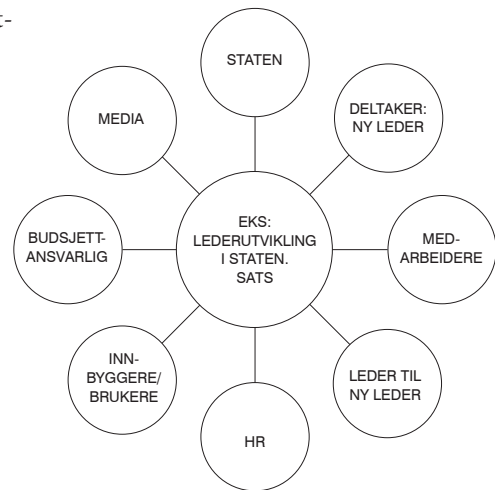 t-
STATEN
DELTAKER:
NY LEDER
MED-
ARBEIDERE
LEDER TIL
NY LEDER
HR
INN-
BYGGERE/
BRUKERE
BUDSJETT-
ANSVARLIG
MEDIA
EKS:
LEDERUTVIKLING
I STATEN.
SATS